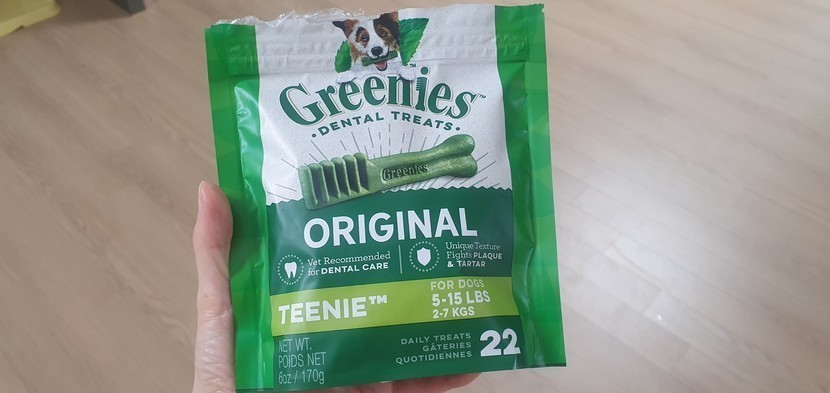 Greenies™
• DENTAL TREATS •
Greenies
ORIGINAL
Vet Recommended
for DENTAL CARE
Unique Texture
Fights PLAQUE
& TARTAR
TEENIE™
FOR DOGS
5-15 LBS
2-7 KGS
NET WT.
POIDS NET
6oz / 170g
DAILY TREATS
GÂTERIES
QUOTIDIENNES
22